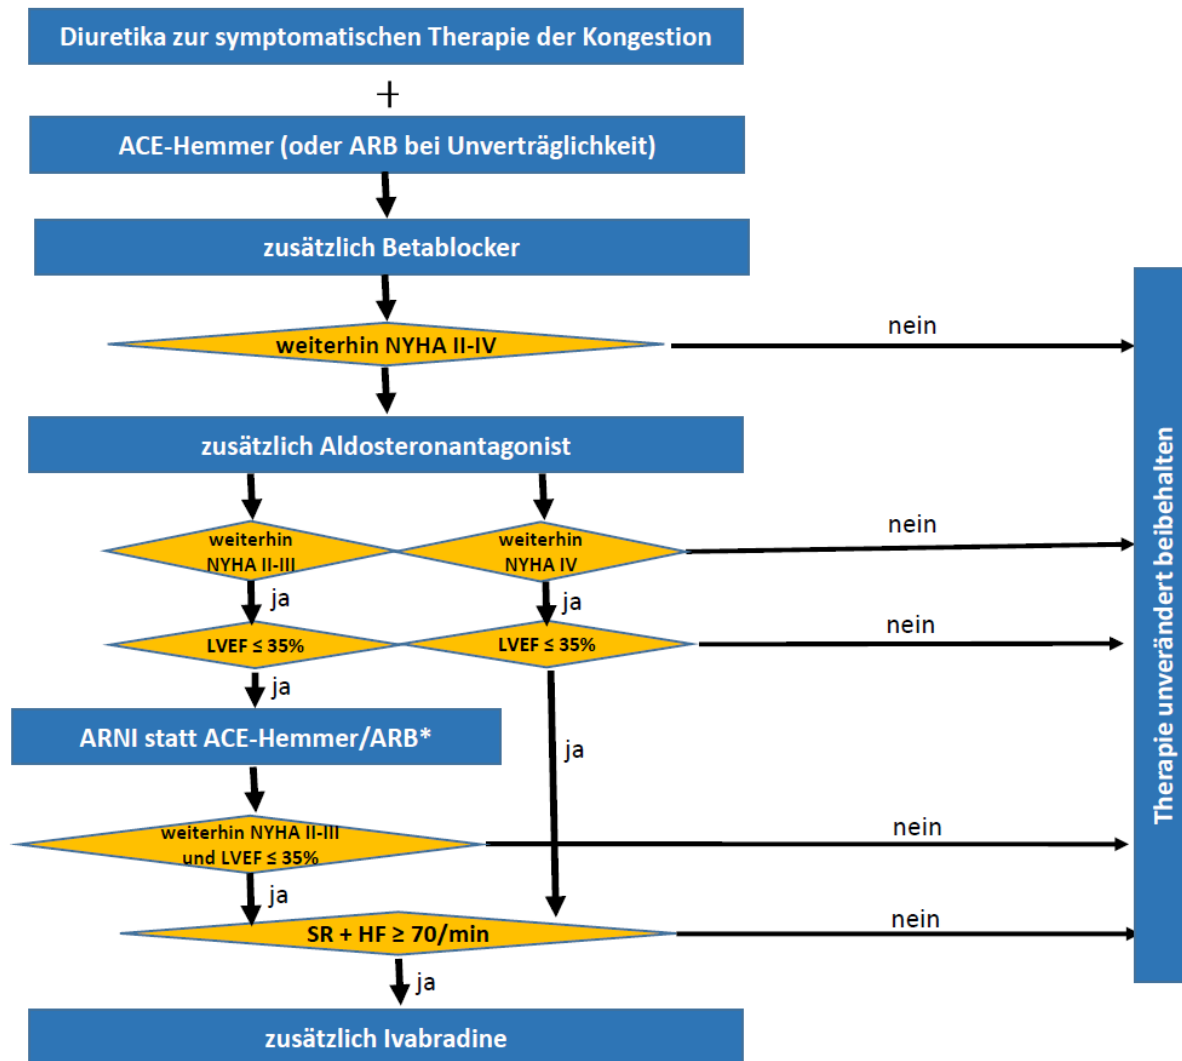 Diuretika zur symptomatischen Therapie der Kongestion
+
ACE-Hemmer (oder ARB bei Unverträglichkeit)
zusätzlich Betablocker
weiterhin NYHA II-IV
nein
zusätzlich Aldosteronantagonist
weiterhin
NYHA II-III
weiterhin
NYHA IV
nein
ja
ja
LVEF ≤ 35%
LVEF ≤ 35%
nein
ja
ARNI statt ACE-Hemmer/ARB*
ja
weiterhin NYHA II-III
und LVEF ≤ 35%
nein
ja
SR + HF ≥ 70/min
nein
ja
zusätzlich Ivabradine
Therapie unverändert beibehalten